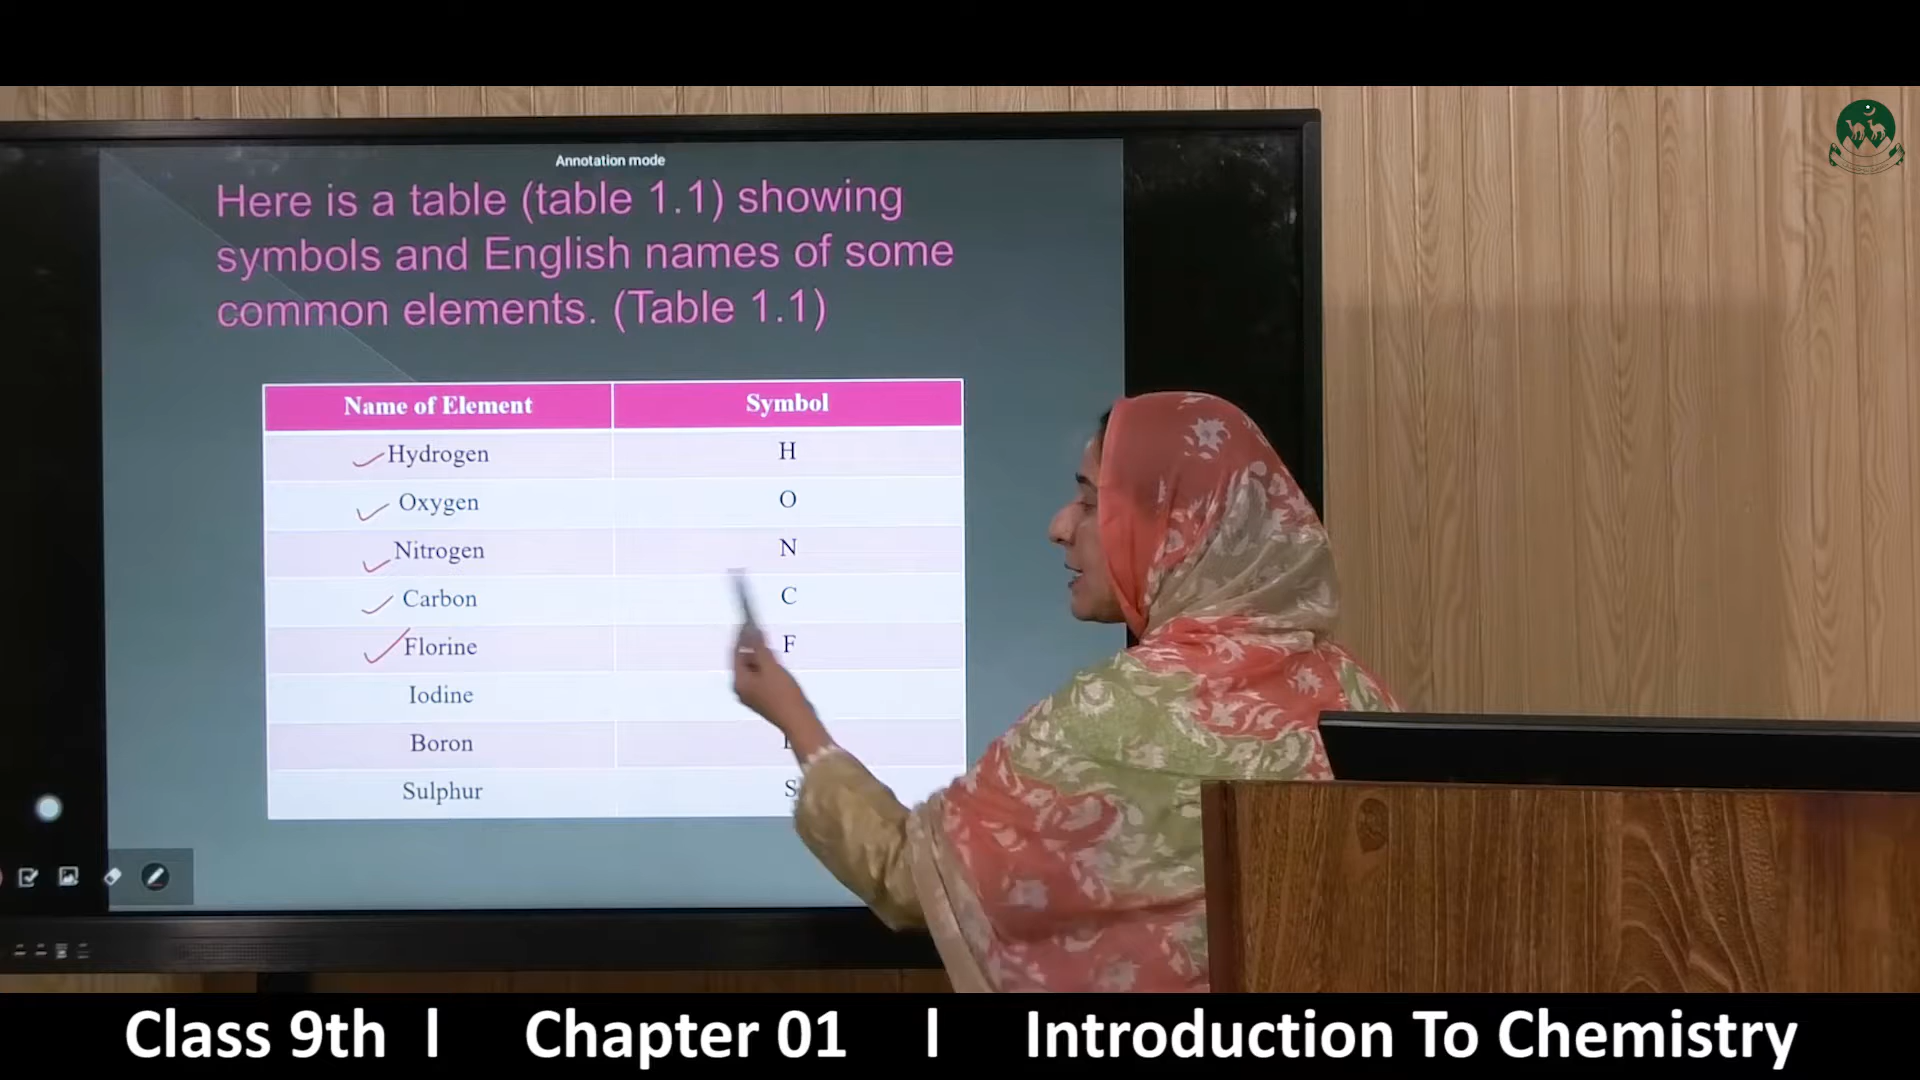 Annotation mode
Here is a table (table 1.1) showing
symbols and English names of some
common elements. (Table 1.1)
Name of Element Symbol
Hydrogen H
Oxygen O
Nitrogen N
Carbon C
Florine F
Iodine
Boron
Sulphur S
Class 9th l Chapter 01 l Introduction To Chemistry